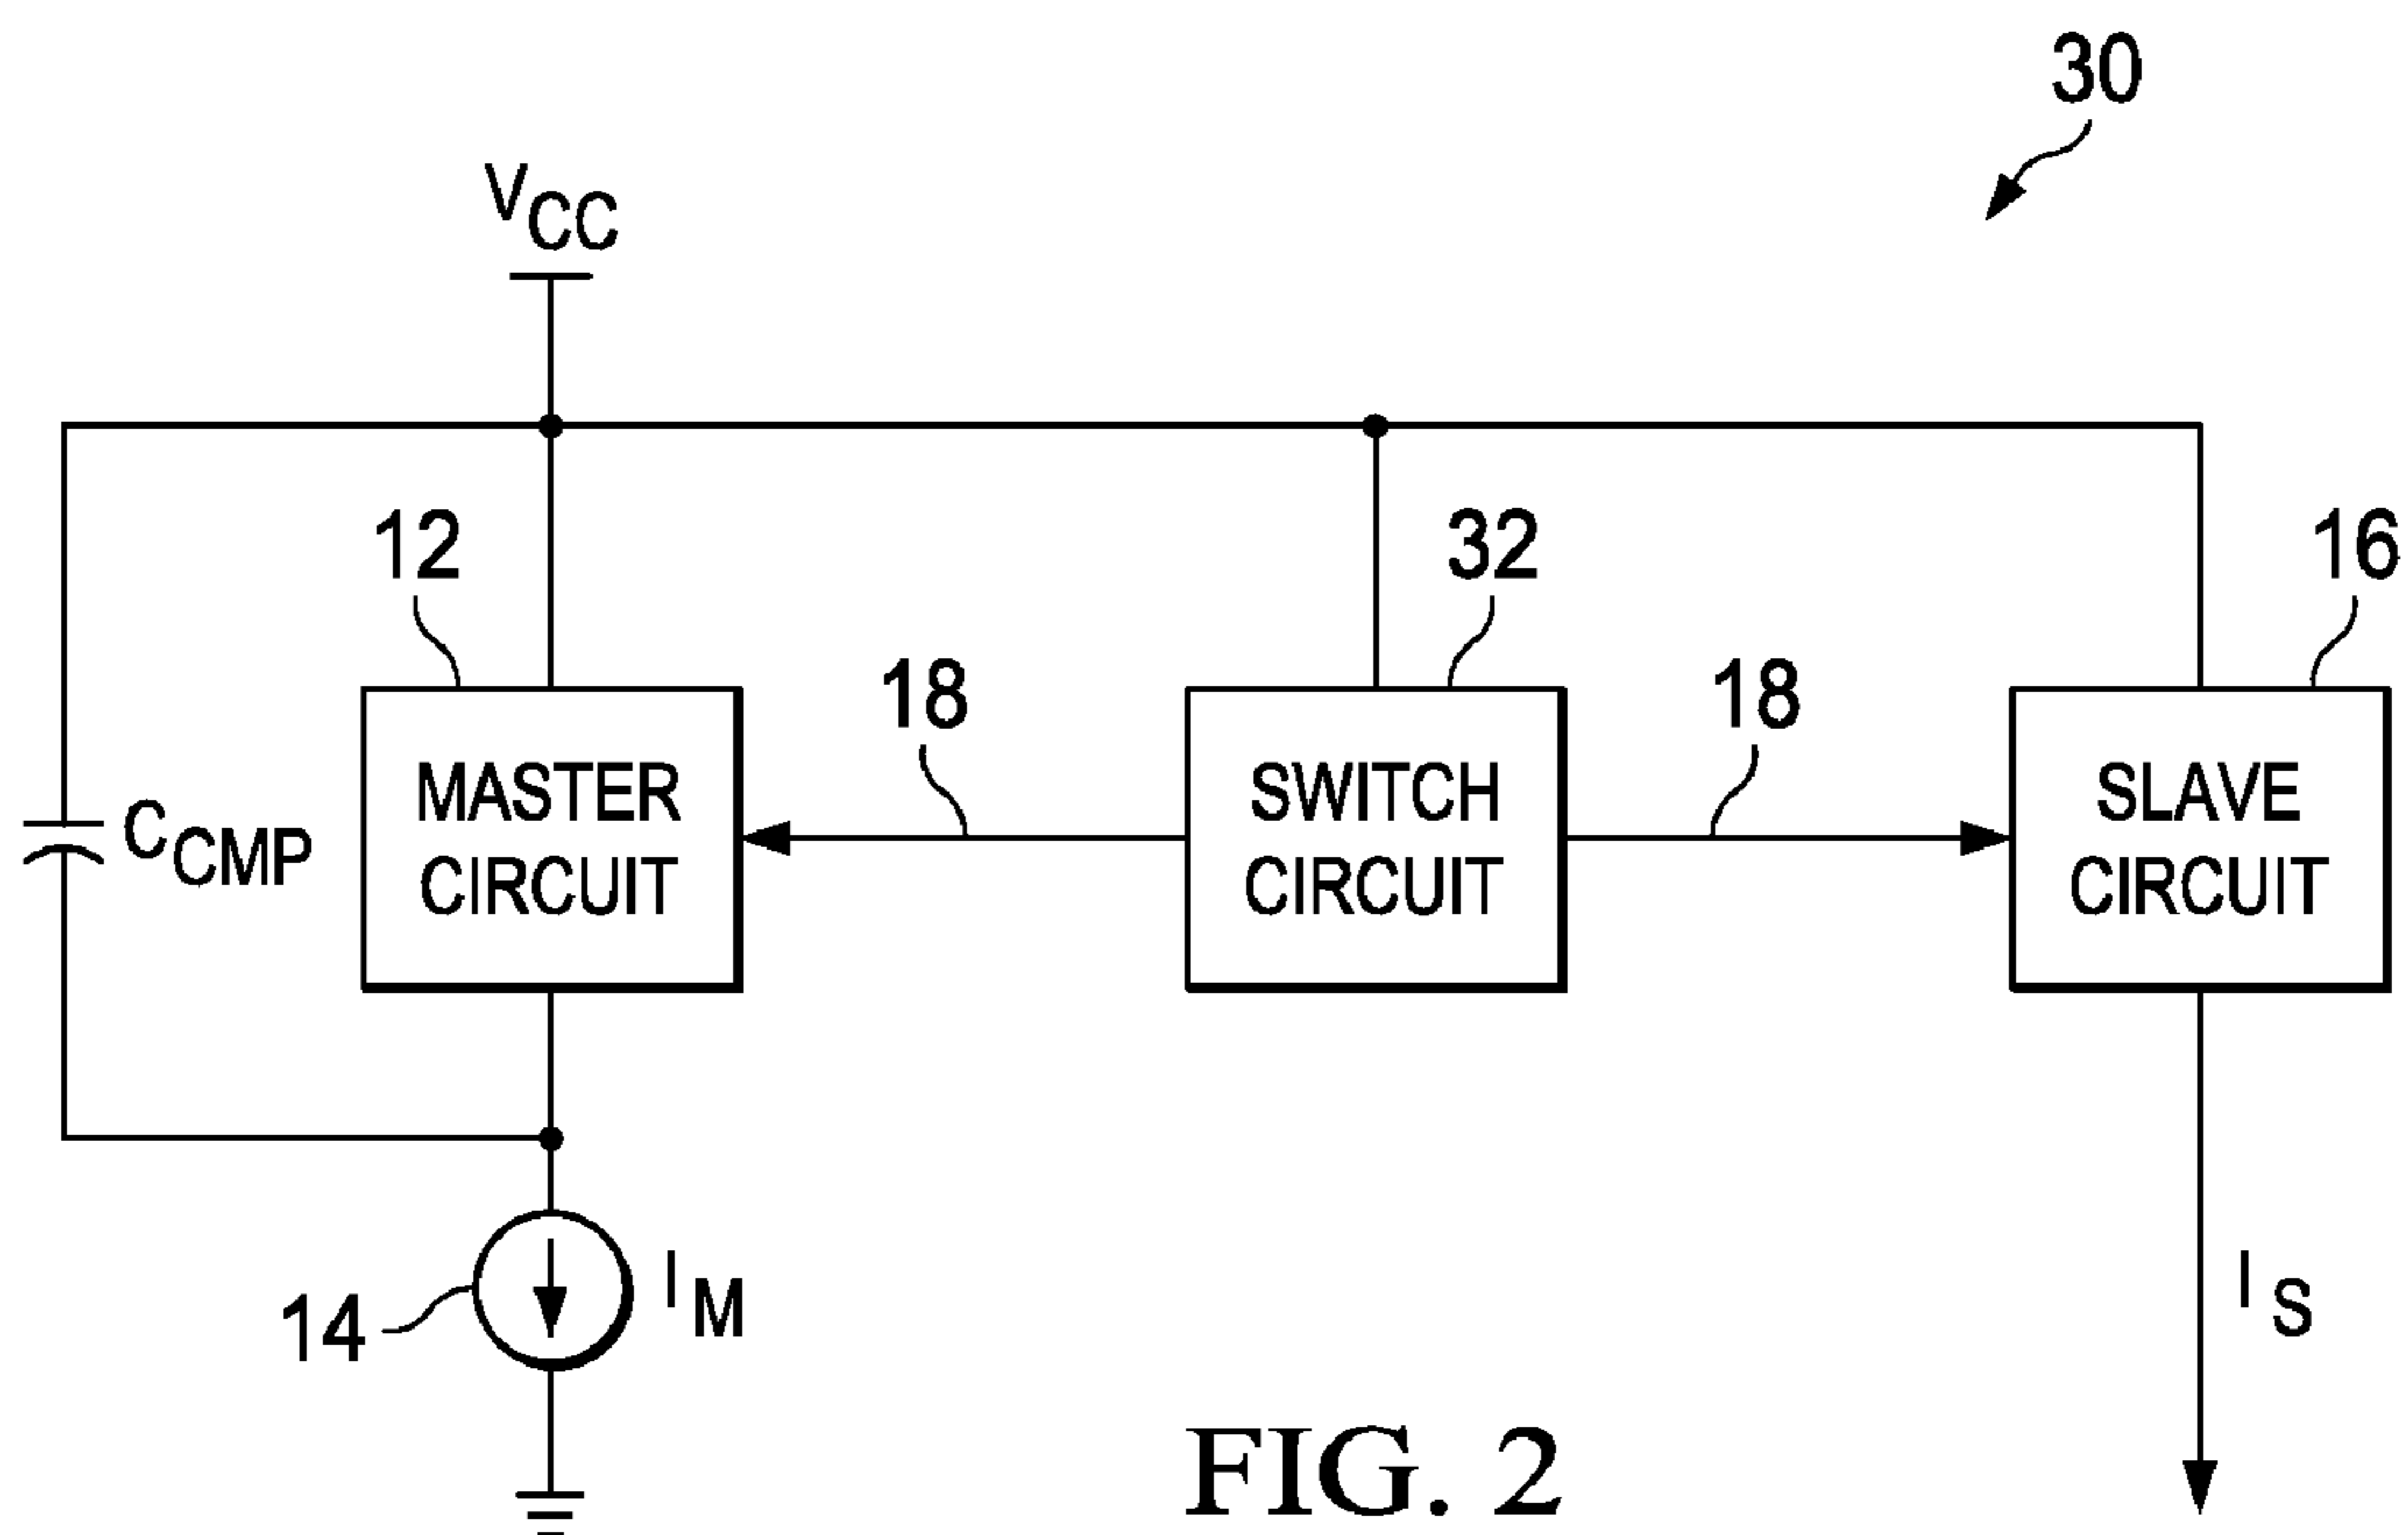 30
VCC
12
32
16
18
18
MASTER
CIRCUIT
SWITCH
CIRCUIT
SLAVE
CIRCUIT
CCMP
14
IM
IS
FIG. 2